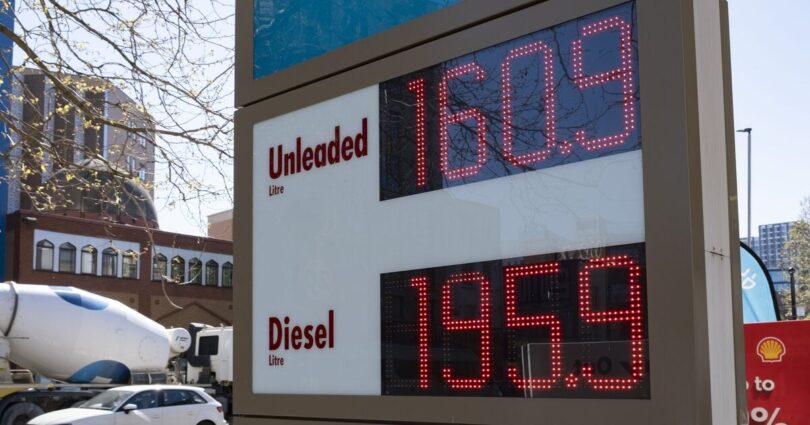 Unleaded 160.9
Litre
Diesel 195.9
Litre
to
%